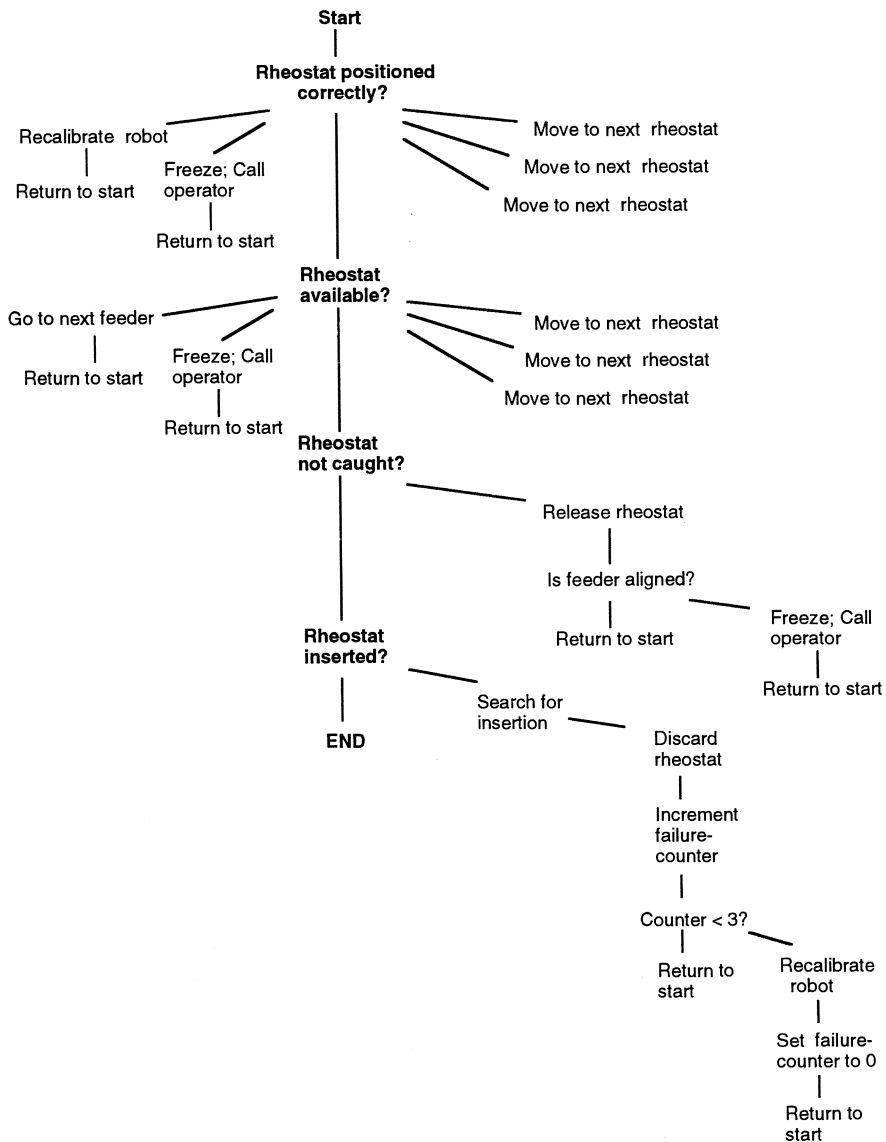 Start
Rheostat positioned
correctly?
Recalibrate robot
Return to start
Freeze; Call
operator
Return to start
Move to next rheostat
Move to next rheostat
Move to next rheostat
Rheostat
available?
Go to next feeder
Return to start
Freeze; Call
operator
Return to start
Move to next rheostat
Move to next rheostat
Move to next rheostat
Rheostat
not caught?
Release rheostat
Is feeder aligned?
Return to start
Freeze; Call
operator
Return to start
Rheostat
inserted?
END
Search for
insertion
Discard
rheostat
Increment
failure-
counter
Counter < 3?
Return to
start
Recalibrate
robot
Set failure-
counter to 0
Return to
start